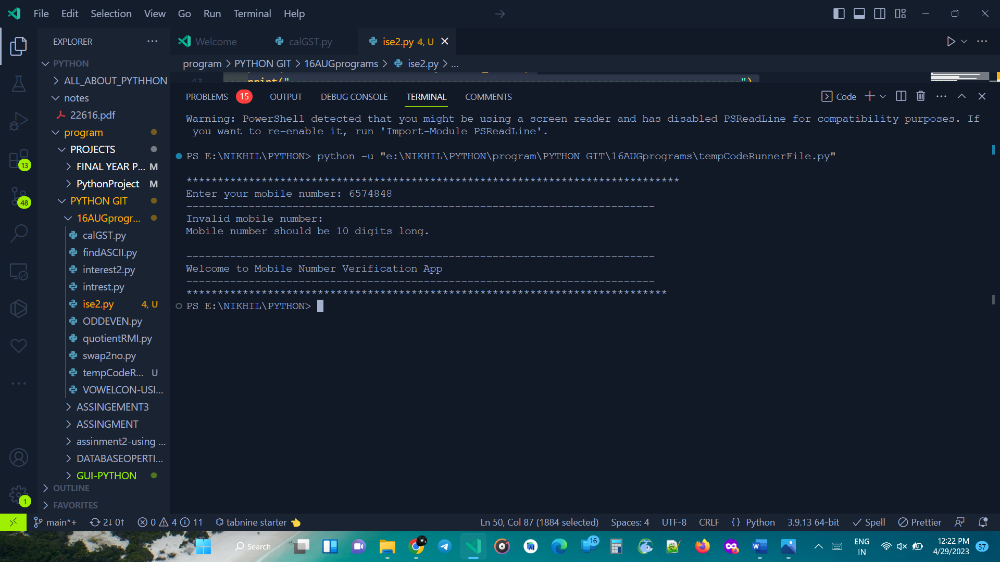 File Edit Selection View Go Run Terminal Help
EXPLORER
PYTHON
ALL_ABOUT_PYTHHON
notes
22616.pdf
program
PROJECTS
FINAL YEAR P... M
PythonProject M
PYTHON GIT
16AUGprogr...
calGST.py
findASCII.py
interest2.py
intrest.py
ise2.py 4, U
ODDEVEN.py
quotientRMI.py
swap2no.py
tempCodeR... U
VOWELCON-USI...
ASSINGEMENT3
ASSINGMENT
assinment2-using ...
DATABASEOPERTI...
GUI-PYTHON
OUTLINE
FAVORITES
13
48
1
Welcome calGST.py ise2.py 4, U
program > PYTHON GIT > 16AUGprograms > ise2.py > ...
PROBLEMS 15 OUTPUT DEBUG CONSOLE TERMINAL COMMENTS Code
Warning: PowerShell detected that you might be using a screen reader and has disabled PSReadLine for compatibility purposes. If
you want to re-enable it, run 'Import-Module PSReadLine'.
PS E:\NIKHIL\PYTHON> python -u "e:\NIKHIL\PYTHON\program\PYTHON GIT\16AUGprograms\tempCodeRunnerFile.py"
*******************************************************************************
Enter your mobile number: 6574848
---------------------------------------------------------------------------
Invalid mobile number:
Mobile number should be 10 digits long.
---------------------------------------------------------------------------
Welcome to Mobile Number Verification App
---------------------------------------------------------------------------
*****************************************************************************
PS E:\NIKHIL\PYTHON>
main*+ 2↓ 0↑ 0 4 11 tabnine starter Ln 50, Col 87 (1884 selected) Spaces: 4 UTF-8 CRLF {} Python 3.9.13 64-bit Spell Prettier
Search 16 ENG IN 12:22 PM 4/29/2023 37